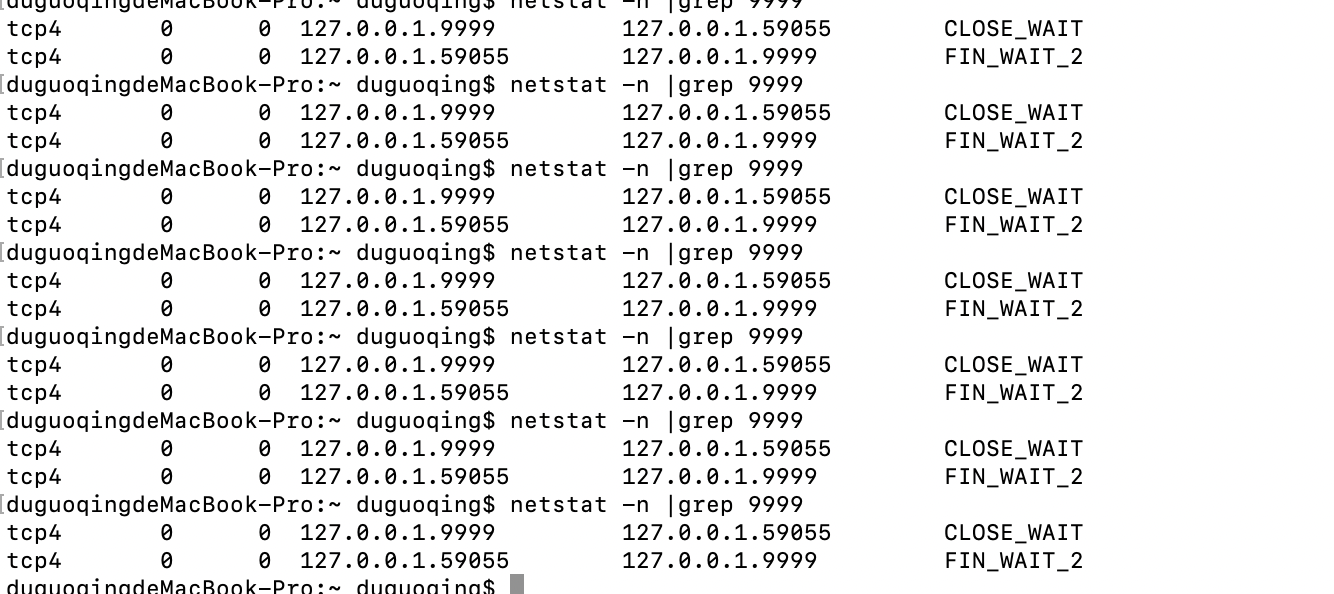 [duguoqingdeMacBook-Pro:~ duguoqing$ netstat -n |grep 9999
tcp4       0      0  127.0.0.1.9999         127.0.0.1.59055        CLOSE_WAIT
tcp4       0      0  127.0.0.1.59055        127.0.0.1.9999         FIN_WAIT_2
[duguoqingdeMacBook-Pro:~ duguoqing$ netstat -n |grep 9999
tcp4       0      0  127.0.0.1.9999         127.0.0.1.59055        CLOSE_WAIT
tcp4       0      0  127.0.0.1.59055        127.0.0.1.9999         FIN_WAIT_2
[duguoqingdeMacBook-Pro:~ duguoqing$ netstat -n |grep 9999
tcp4       0      0  127.0.0.1.9999         127.0.0.1.59055        CLOSE_WAIT
tcp4       0      0  127.0.0.1.59055        127.0.0.1.9999         FIN_WAIT_2
[duguoqingdeMacBook-Pro:~ duguoqing$ netstat -n |grep 9999
tcp4       0      0  127.0.0.1.9999         127.0.0.1.59055        CLOSE_WAIT
tcp4       0      0  127.0.0.1.59055        127.0.0.1.9999         FIN_WAIT_2
[duguoqingdeMacBook-Pro:~ duguoqing$ netstat -n |grep 9999
tcp4       0      0  127.0.0.1.9999         127.0.0.1.59055        CLOSE_WAIT
tcp4       0      0  127.0.0.1.59055        127.0.0.1.9999         FIN_WAIT_2
[duguoqingdeMacBook-Pro:~ duguoqing$ netstat -n |grep 9999
tcp4       0      0  127.0.0.1.9999         127.0.0.1.59055        CLOSE_WAIT
tcp4       0      0  127.0.0.1.59055        127.0.0.1.9999         FIN_WAIT_2
[duguoqingdeMacBook-Pro:~ duguoqing$ netstat -n |grep 9999
tcp4       0      0  127.0.0.1.9999         127.0.0.1.59055        CLOSE_WAIT
tcp4       0      0  127.0.0.1.59055        127.0.0.1.9999         FIN_WAIT_2
duguoqingdeMacBook-Pro:~ duguoqing$